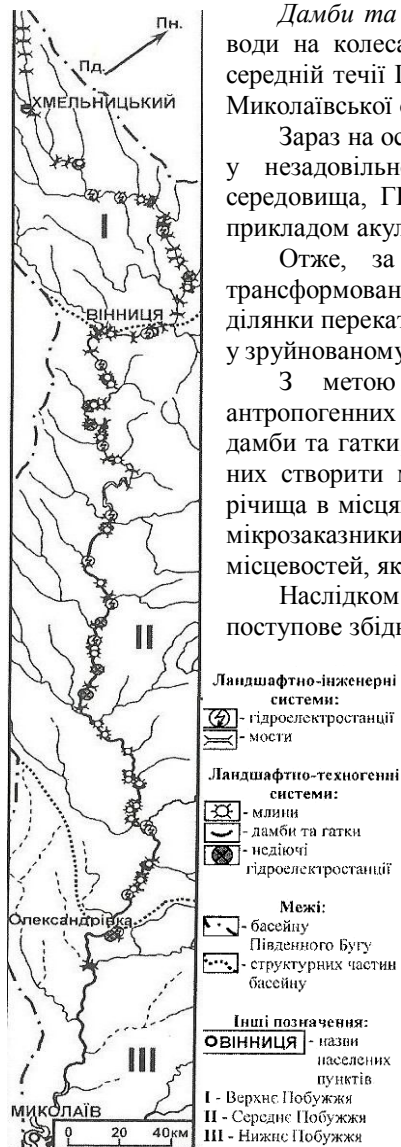 Пн.
Пд.
ХМЕЛЬНИЦЬКИЙ
I
ВІННИЦЯ
II
Олександрівка
III
МИКОЛАЇВ
0 20 40км
Дамби та
води на колеса
середній течії
Миколаївської
Зараз на
у незадовільн
середовища,
прикладом акул
Отже, за
трансформован
ділянки перекат
у зруйнованому
З метою
антропогенних
дамби та гатки
них створити
річища в місця
мікрозаказники
місцевостей, як
Наслідком
поступове збідн
Ландшафтно-інженерні
системи:
- гідроелектростанції
- мости
Ландшафтно-техногенні
системи:
- млини
- дамби та гатки
- недіючі
гідроелектростанції
Межі:
- басейну
Південного Бугу
- структурних частин
басейну
Інші позначення:
ОВІННИЦЯ - назви
населених
пунктів
I - Верхнє Побужжя
II - Середнє Побужжя
III - Нижнє Побужжя